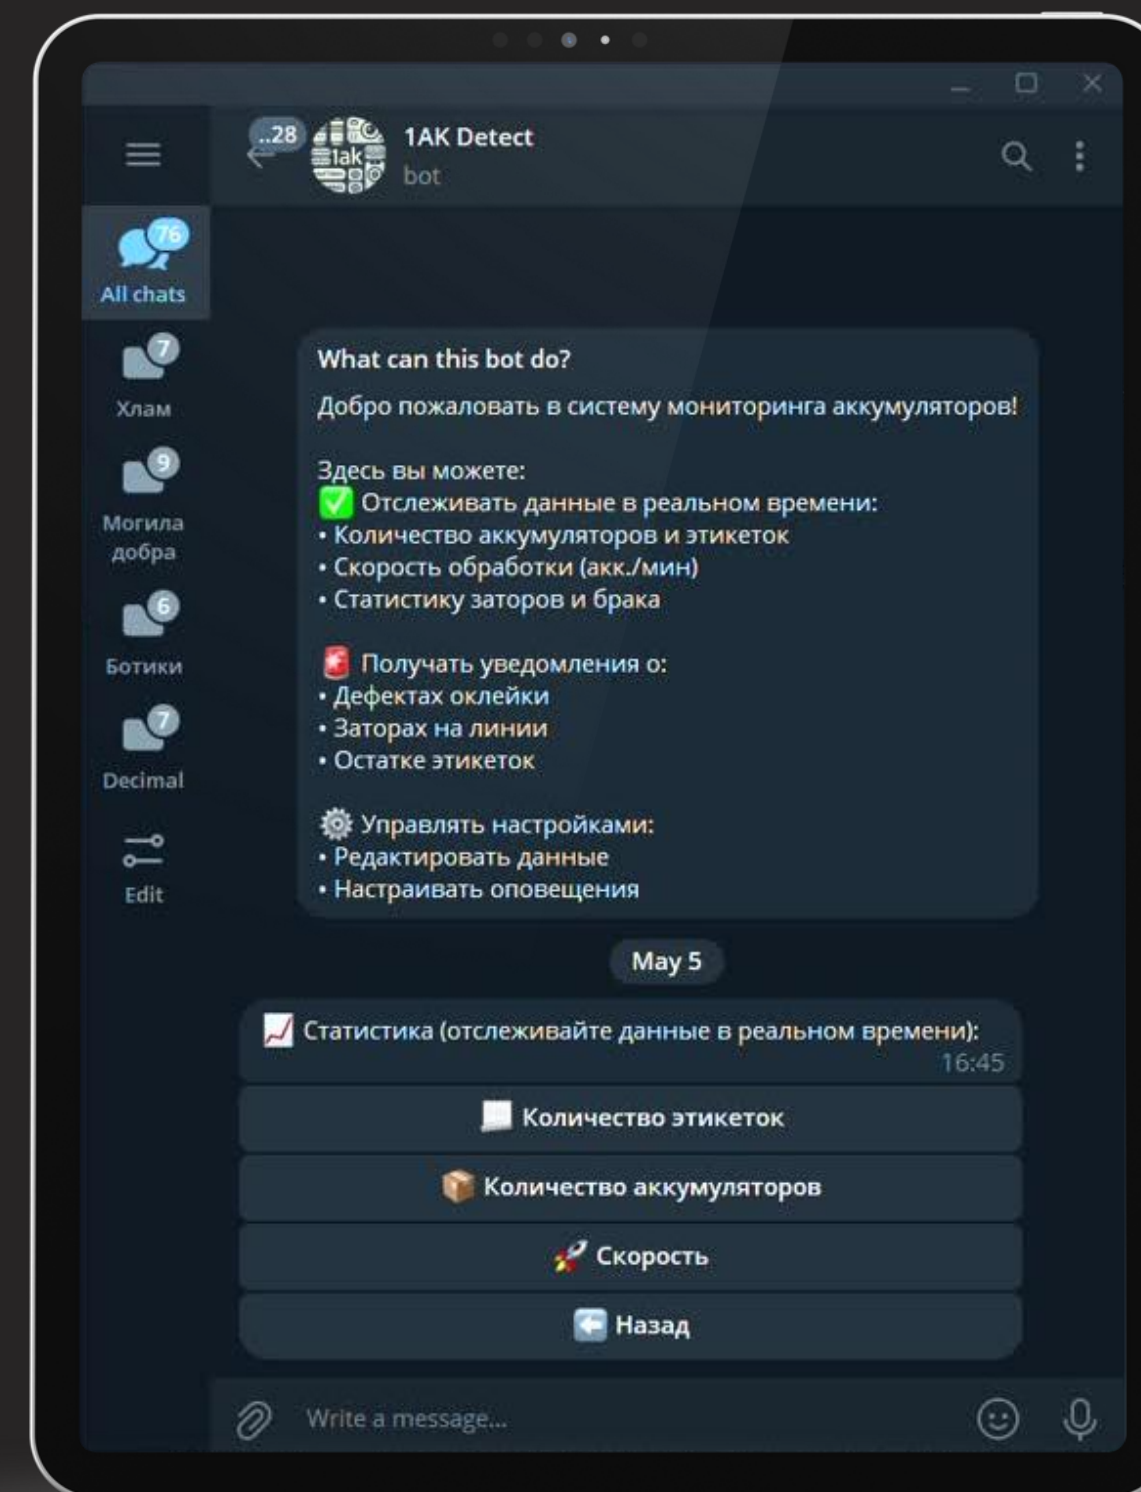 ..28
1ak
1AK Detect
bot
76
All chats
7
Хлам
9
Могила
добра
6
Ботики
7
Decimal
Edit
What can this bot do?
Добро пожаловать в систему мониторинга аккумуляторов!
Здесь вы можете:
✅ Отслеживать данные в реальном времени:
• Количество аккумуляторов и этикеток
• Скорость обработки (акк./мин)
• Статистику заторов и брака
🚨 Получать уведомления о:
• Дефектах оклейки
• Заторах на линии
• Остатке этикеток
⚙️ Управлять настройками:
• Редактировать данные
• Настраивать оповещения
May 5
📈 Статистика (отслеживайте данные в реальном времени):
16:45
📃 Количество этикеток
📦 Количество аккумуляторов
🚀 Скорость
⬅️ Назад
Write a message...